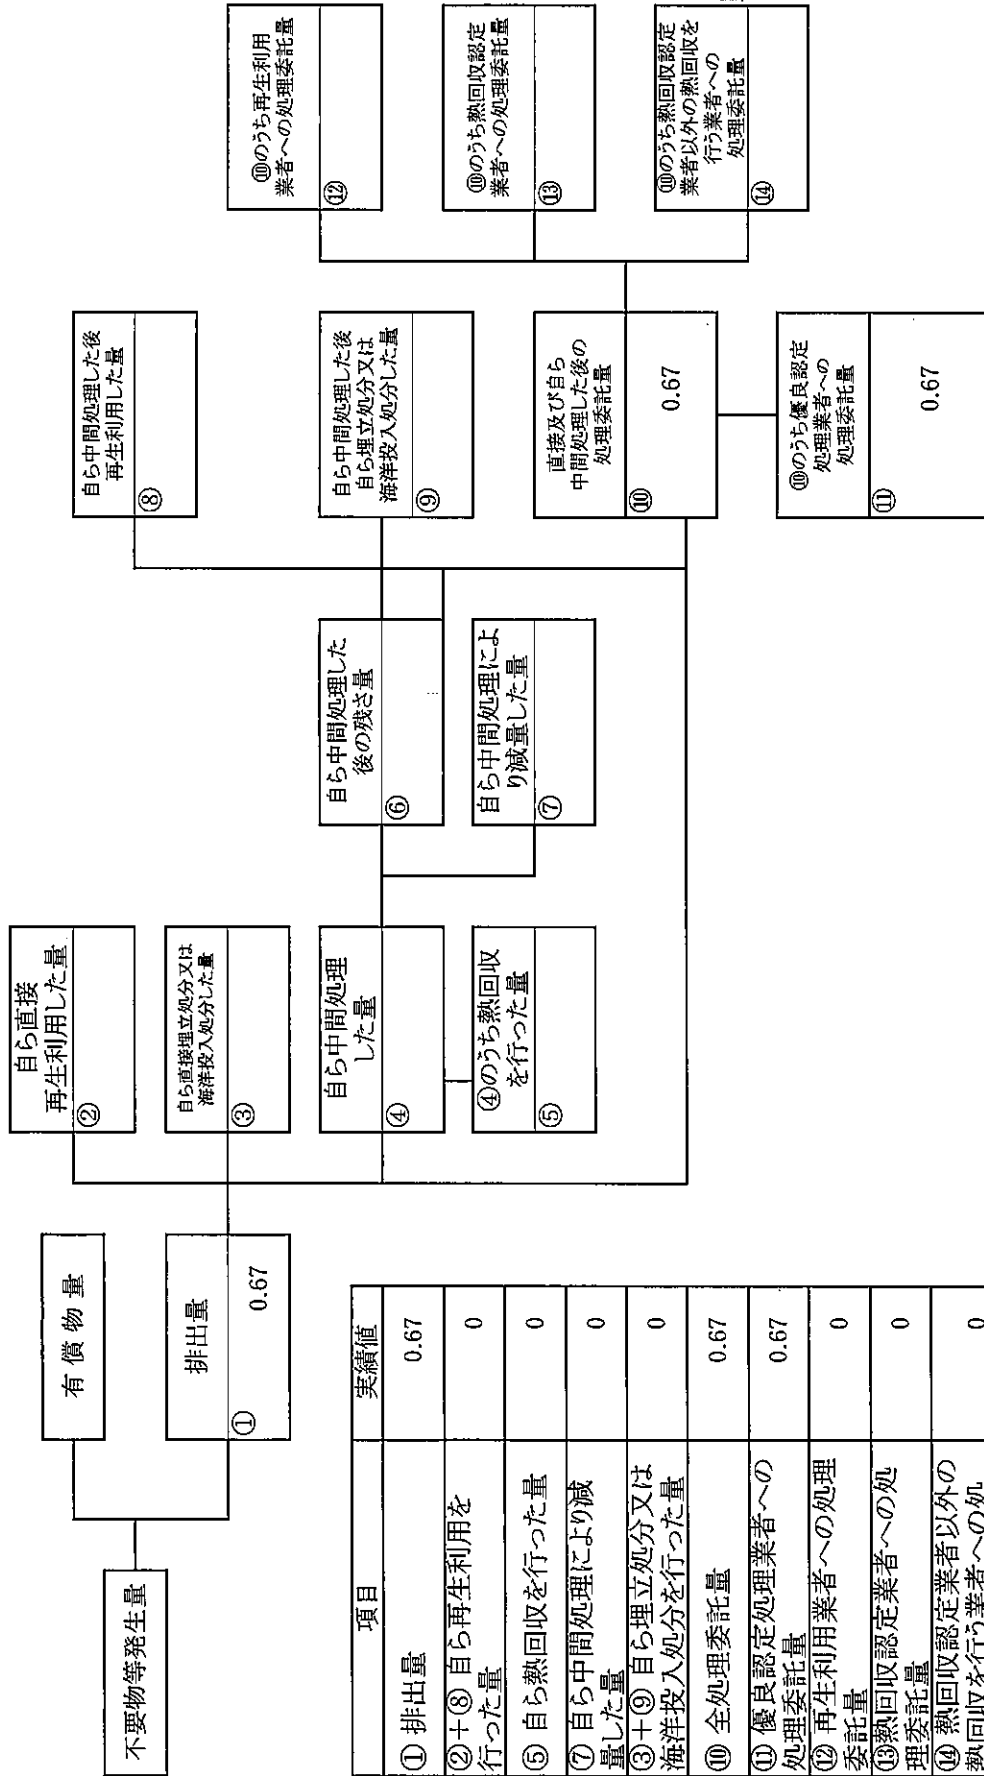 不要物等発生量
有償物量
排出量
①
0.67
自ら直接
再生利用した量
②
自ら直接埋立処分又は
海洋投入処分した量
③
自ら中間処理
した量
④
④のうち熱回収
を行った量
⑤
自ら中間処理した
後の残さ量
⑥
自ら中間処理によ
り減量した量
⑦
自ら中間処理した後
再生利用した量
⑧
自ら中間処理した後
自ら埋立処分又は
海洋投入処分した量
⑨
直接及び自ら
中間処理した後の
処理委託量
⑩
0.67
⑩のうち優良認定
処理業者への
処理委託量
⑪
0.67
⑩のうち再生利用
業者への処理委託量
⑫
⑩のうち熱回収認定
業者への処理委託量
⑬
⑩のうち熱回収認定
業者以外の熱回収を
行う業者への
処理委託量
⑭
項目 実績値
①排出量 0.67
②+⑧ 自ら再生利用を
行った量 0
⑤ 自ら熱回収を行った量 0
⑦ 自ら中間処理により減
量した量 0
③+⑨ 自ら埋立処分又は
海洋投入処分を行った量 0
⑩ 全処理委託量 0.67
⑪ 優良認定処理業者への
処理委託量 0.67
⑫ 再生利用業者への処理
委託量 0
⑬熱回収認定業者への処
理委託量 0
⑭ 熱回収認定業者以外の
熱回収を行う業者への処 0